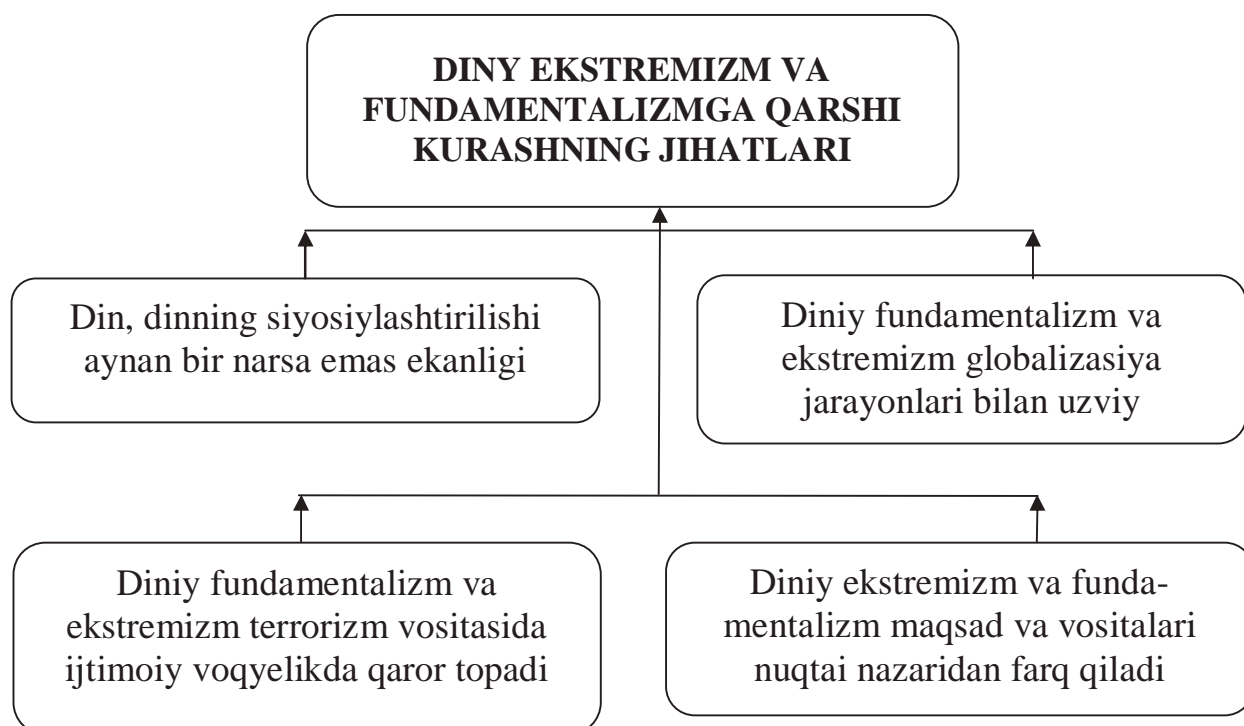 DINY EKSTREMIZM VA
FUNDAMENTALIZMGA QARSHI
KURASHNING JIHATLARI
Din, dinning siyosiylashtirilishi
aynan bir narsa emas ekanligi
Diniy fundamentalizm va
ekstremizm globalizasiya
jarayonlari bilan uzviy
Diniy fundamentalizm va
ekstremizm terrorizm vositasida
ijtimoiy voqyelikda qaror topadi
Diniy ekstremizm va funda-
mentalizm maqsad va vositalari
nuqtai nazaridan farq qiladi